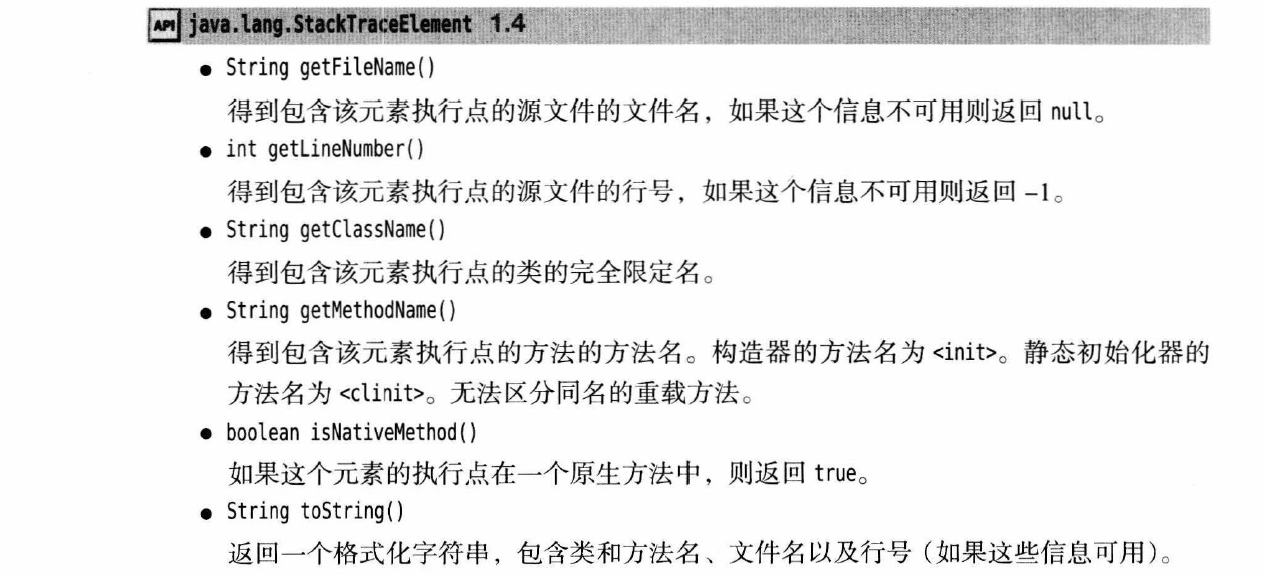 API java.lang.StackTraceElement 1.4
● String getFileName()
得到包含该元素执行点的源文件的文件名，如果这个信息不可用则返回 null。
● int getLineNumber()
得到包含该元素执行点的源文件的行号，如果这个信息不可用则返回 –1。
● String getClassName()
得到包含该元素执行点的类的完全限定名。
● String getMethodName()
得到包含该元素执行点的方法的方法名。构造器的方法名为 <init>。静态初始化器的
方法名为 <clinit>。无法区分同名的重载方法。
● boolean isNativeMethod()
如果这个元素的执行点在一个原生方法中，则返回 true。
● String toString()
返回一个格式化字符串，包含类和方法名、文件名以及行号（如果这些信息可用）。